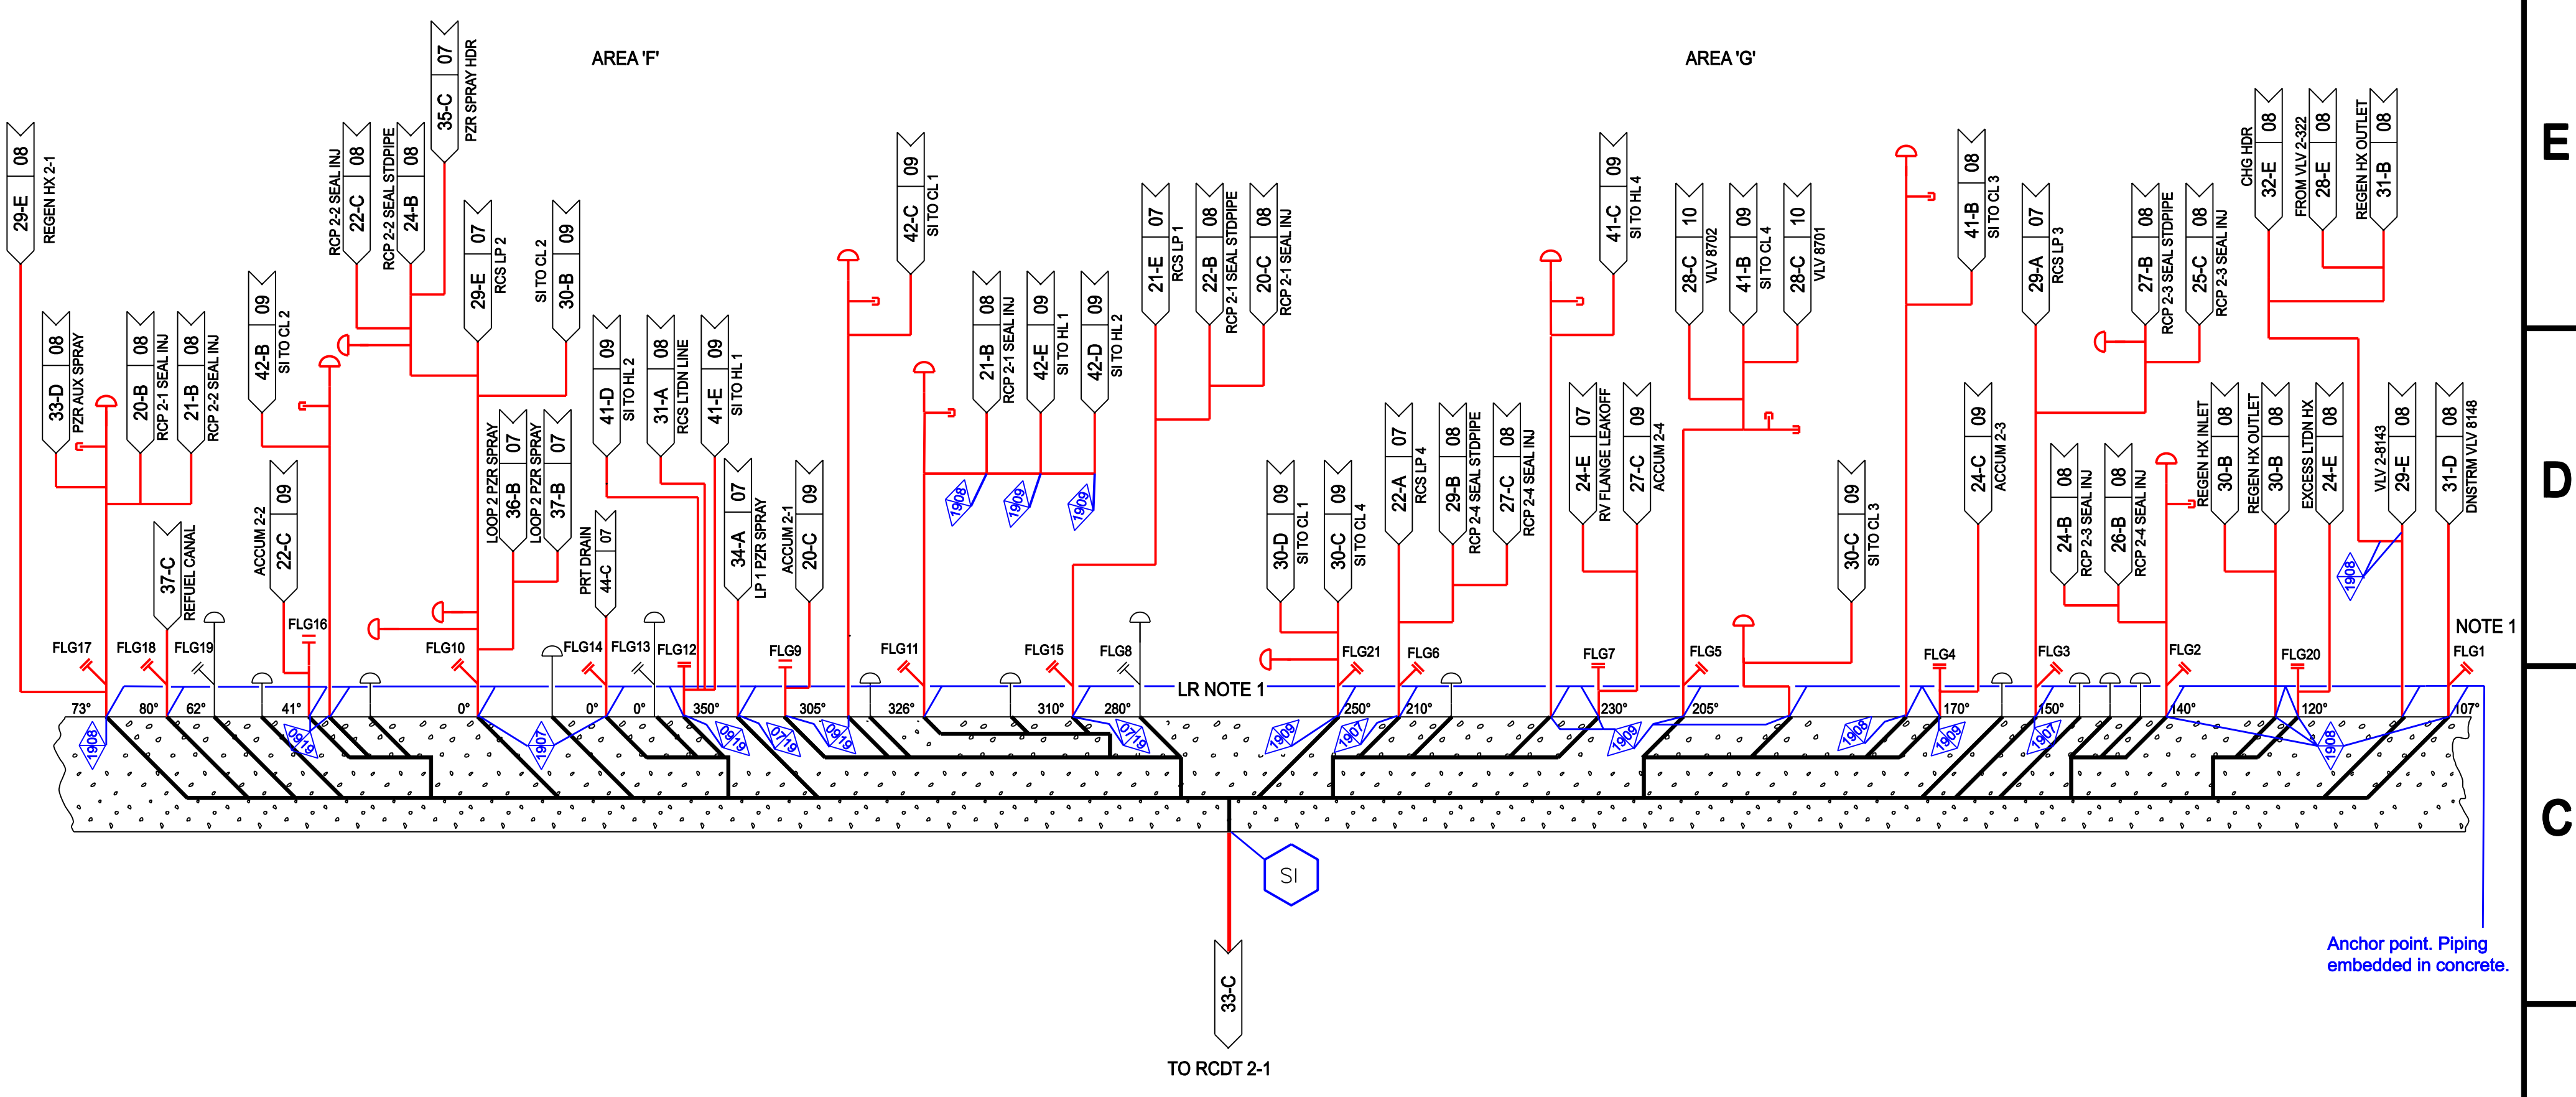 AREA 'F'
AREA 'G'
E
D
C
29-E 08
REGEN HX 2-1
33-D 08
PZR AUX SPRAY
20-B 08
RCP 2-1 SEAL INJ
21-B 08
RCP 2-2 SEAL INJ
37-C
REFUEL CANAL
42-B 09
SI TO CL 2
ACCUM 2-2
22-C 09
RCP 2-2 SEAL INJ
22-C 08
RCP 2-2 SEAL STDPIPE
24-B 08
35-C 07
PZR SPRAY HDR
29-E 07
RCS LP 2
SI TO CL 2
30-B 09
LOOP 2 PZR SPRAY
36-B 07
LOOP 2 PZR SPRAY
37-B 07
41-D 09
SI TO HL 2
PRT DRAIN
44-C 07
31-A 08
RCS LTDN LINE
41-E 09
SI TO HL 1
34-A 07
LP 1 PZR SPRAY
ACCUM 2-1
20-C 09
42-C 09
SI TO CL 1
21-B 08
RCP 2-1 SEAL INJ
42-E 09
SI TO HL 1
42-D 09
SI TO HL 2
1908
1909
1909
21-E 07
RCS LP 1
22-B 08
RCP 2-1 SEAL STDPIPE
20-C 08
RCP 2-1 SEAL INJ
30-D 09
SI TO CL 1
30-C 09
SI TO CL 4
22-A 07
RCS LP 4
29-B 08
RCP 2-4 SEAL STDPIPE
27-C 08
RCP 2-4 SEAL INJ
41-C 09
SI TO HL 4
24-E 07
RV FLANGE LEAKOFF
27-C 09
ACCUM 2-4
28-C 10
VLV 8702
41-B 09
SI TO CL 4
28-C 10
VLV 8701
30-C 09
SI TO CL 3
41-B 08
SI TO CL 3
24-C 09
ACCUM 2-3
29-A 07
RCS LP 3
24-B 08
RCP 2-3 SEAL INJ
26-B 08
RCP 2-4 SEAL INJ
27-B 08
RCP 2-3 SEAL STDPIPE
25-C 08
RCP 2-3 SEAL INJ
REGEN HX INLET
30-B 08
REGEN HX OUTLET
30-B 08
EXCESS LTDN HX
24-E 08
CHG HDR
32-E 08
FROM VLV 2-322
28-E 08
REGEN HX OUTLET
31-B 08
VLV 2-8143
29-E 08
31-D 08
DNSTRM VLV 8148
1908
NOTE 1
FLG17
FLG18
FLG19
FLG16
FLG10
FLG14
FLG13
FLG12
FLG9
FLG11
FLG15
FLG8
FLG21
FLG6
FLG7
FLG5
FLG4
FLG3
FLG2
FLG20
FLG1
LR NOTE 1
73°
80°
62°
41°
0°
0°
0°
350°
305°
326°
310°
280°
250°
210°
230°
205°
170°
150°
140°
120°
107°
1908
0919
1907
0919
0719
0919
0719
1909
1907
1909
1908
1909
1907
1908
SI
33-C
TO RCDT 2-1
Anchor point. Piping
embedded in concrete.